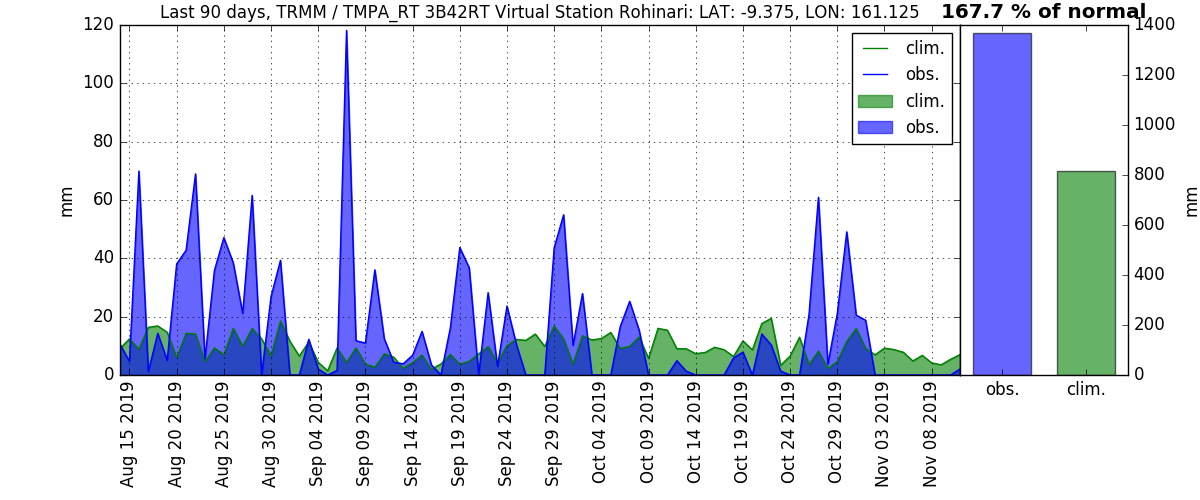 Last 90 days, TRMM / TMPA_RT 3B42RT Virtual Station Rohinari: LAT: -9.375, LON: 161.125
167.7 % of normal
120
100
80
60
40
20
0
mm
clim.
obs.
clim.
obs.
Aug 15 2019
Aug 20 2019
Aug 25 2019
Aug 30 2019
Sep 04 2019
Sep 09 2019
Sep 14 2019
Sep 19 2019
Sep 24 2019
Sep 29 2019
Oct 04 2019
Oct 09 2019
Oct 14 2019
Oct 19 2019
Oct 24 2019
Oct 29 2019
Nov 03 2019
Nov 08 2019
1400
1200
1000
800
600
400
200
0
mm
obs.
clim.